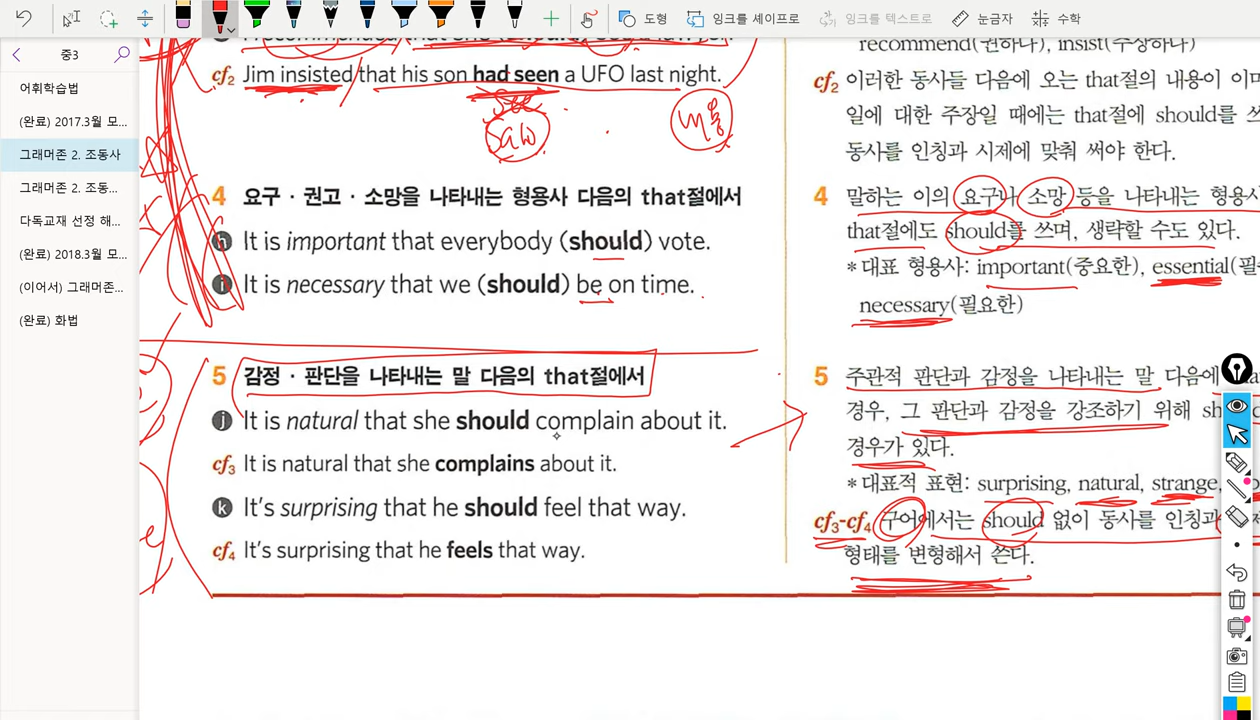 도형
잉크를 셰이프로
잉크를 텍스트로
눈금자
수학
중3
어휘학습법
(완료) 2017.3월 모...
그래머존 2. 조동사
그래머존 2. 조동...
다독교재 선정 해...
(완료) 2018.3월 모...
(이어서) 그래머존...
(완료) 화법
cf2 Jim insisted that his son had seen a UFO last night.
See
saw
4 요구 · 권고 · 소망을 나타내는 형용사 다음의 that절에서
h It is important that everybody (should) vote.
i It is necessary that we (should) be on time.
5 감정 · 판단을 나타내는 말 다음의 that절에서
j It is natural that she should complain about it.
cf3 It is natural that she complains about it.
k It's surprising that he should feel that way.
cf4 It's surprising that he feels that way.
recommend(권하다), insist(주장하다)
cf2 이러한 동사들 다음에 오는 that절의 내용이 이미
일에 대한 주장일 때에는 that절에 should를 쓰
동사를 인칭과 시제에 맞춰 써야 한다.
4 말하는 이의 요구나 소망 등을 나타내는 형용사
that절에도 should를 쓰며, 생략할 수도 있다.
*대표 형용사: important(중요한), essential(필
necessary(필요한)
5 주관적 판단과 감정을 나타내는 말 다음에
경우, 그 판단과 감정을 강조하기 위해 sh
경우가 있다.
*대표적 표현: surprising, natural, strange,
cf3-cf4 구어에서는 should 없이 동사를 인칭과
형태를 변형해서 쓴다.